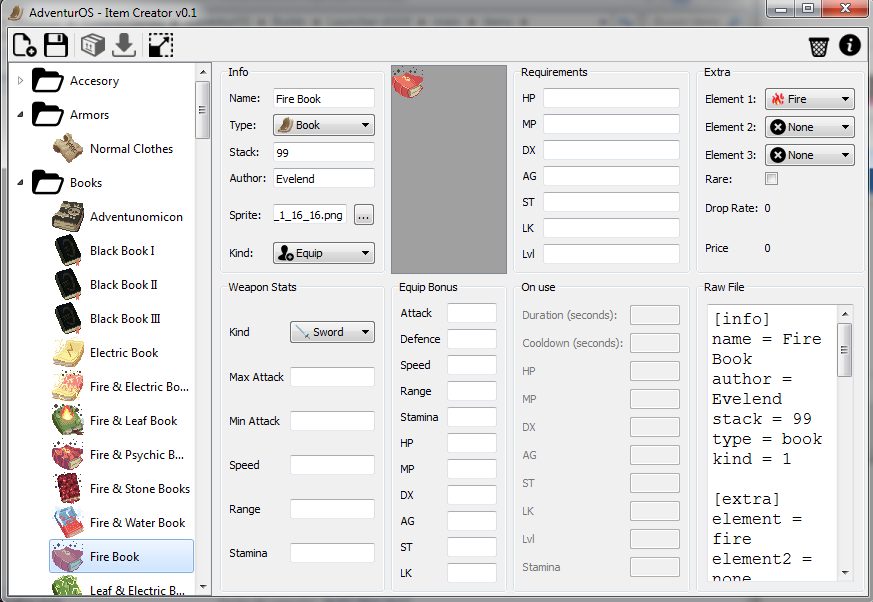 AdventurOS - Item Creator v0.1
Accesory
Armors
Normal Clothes
Books
Adventunomicon
Black Book I
Black Book II
Black Book III
Electric Book
Fire & Electric Bo...
Fire & Leaf Book
Fire & Psychic B...
Fire & Stone Books
Fire & Water Book
Fire Book
Leaf & Electric B...
Info
Name: Fire Book
Type: Book
Stack: 99
Author: Evelend
Sprite: _1_16_16.png ...
Kind: Equip
Requirements
HP
MP
DX
AG
ST
LK
Lvl
Extra
Element 1: Fire
Element 2: None
Element 3: None
Rare:
Drop Rate: 0
Price 0
Weapon Stats
Kind Sword
Max Attack
Min Attack
Speed
Range
Stamina
Equip Bonus
Attack
Defence
Speed
Range
Stamina
HP
MP
DX
AG
ST
LK
On use
Duration (seconds):
Cooldown (seconds):
HP
MP
DX
AG
ST
LK
Lvl
Stamina
Raw File
[info]
name = Fire
Book
author =
Evelend
stack = 99
type = book
kind = 1
[extra]
element =
fire
element2 =
none